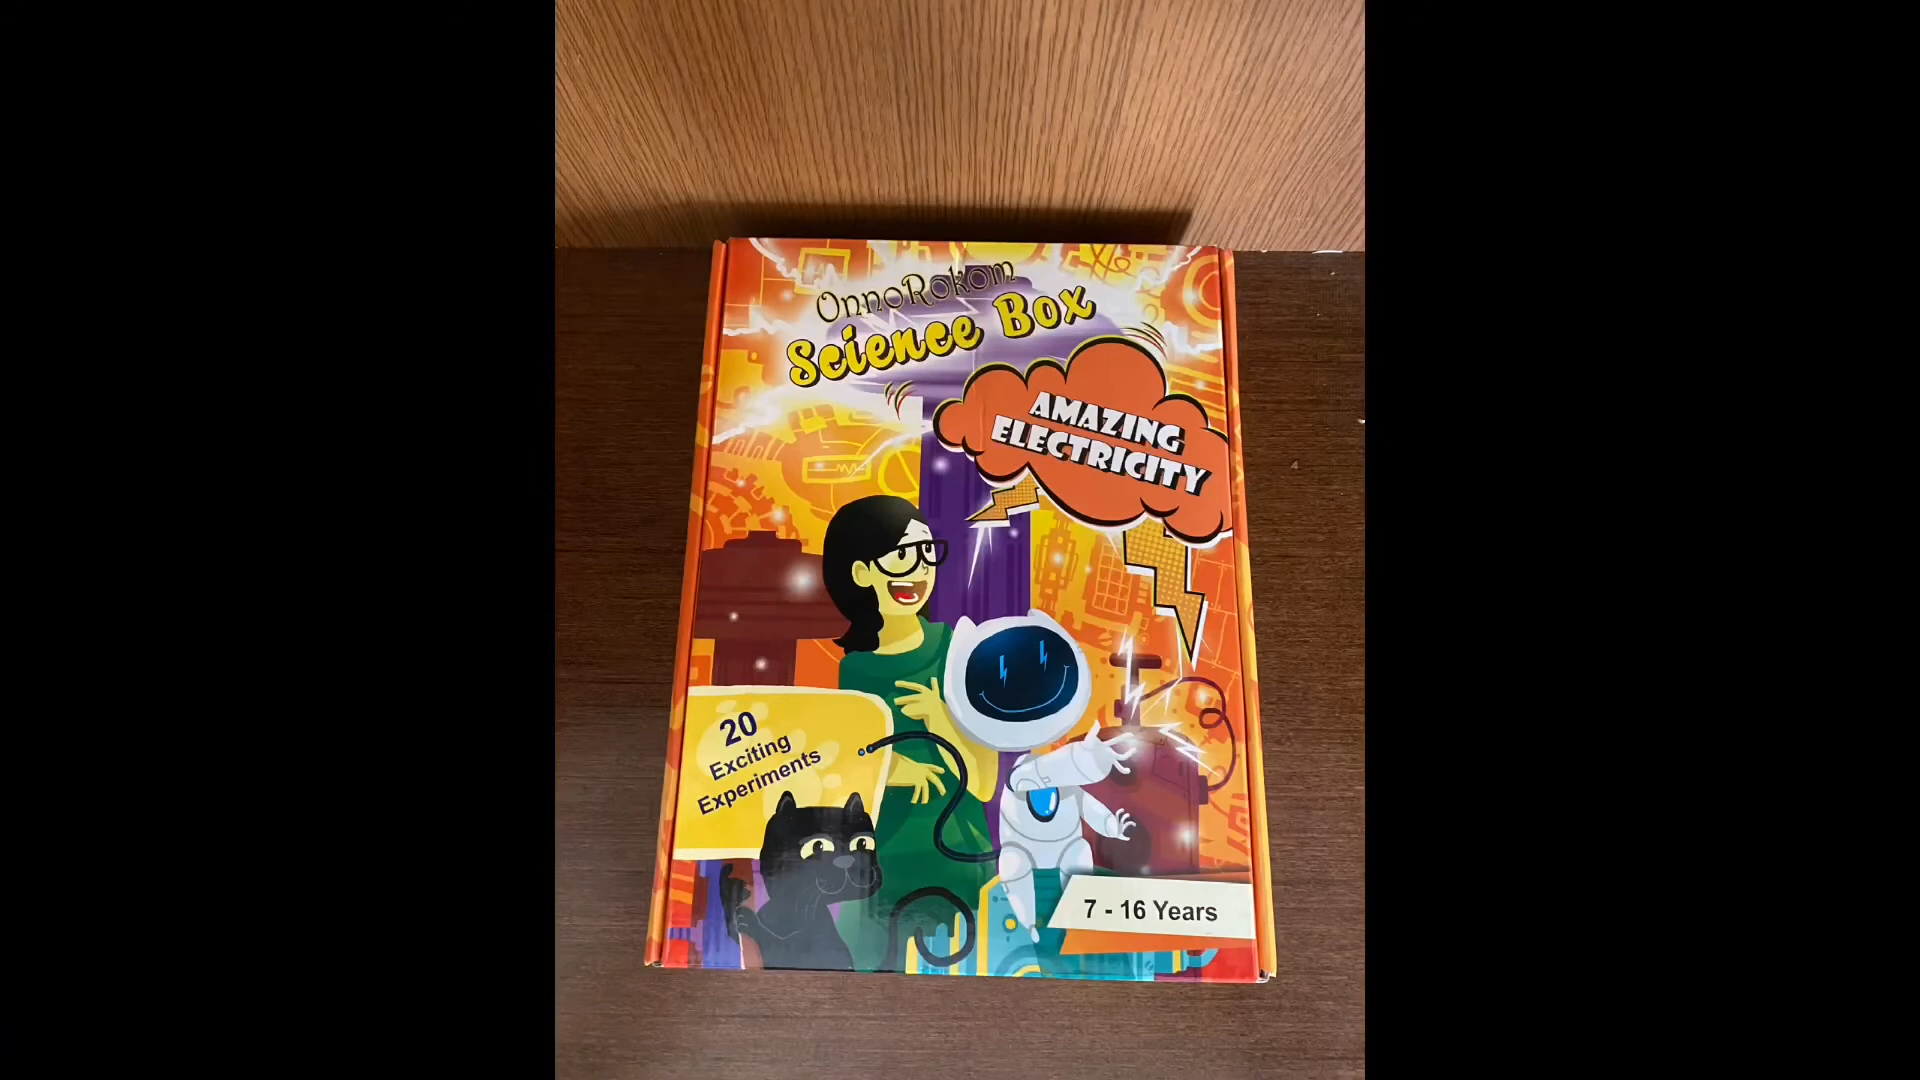 OnnoRokom
Science Box
AMAZING
ELECTRICITY
20
Exciting
Experiments
7 - 16 Years